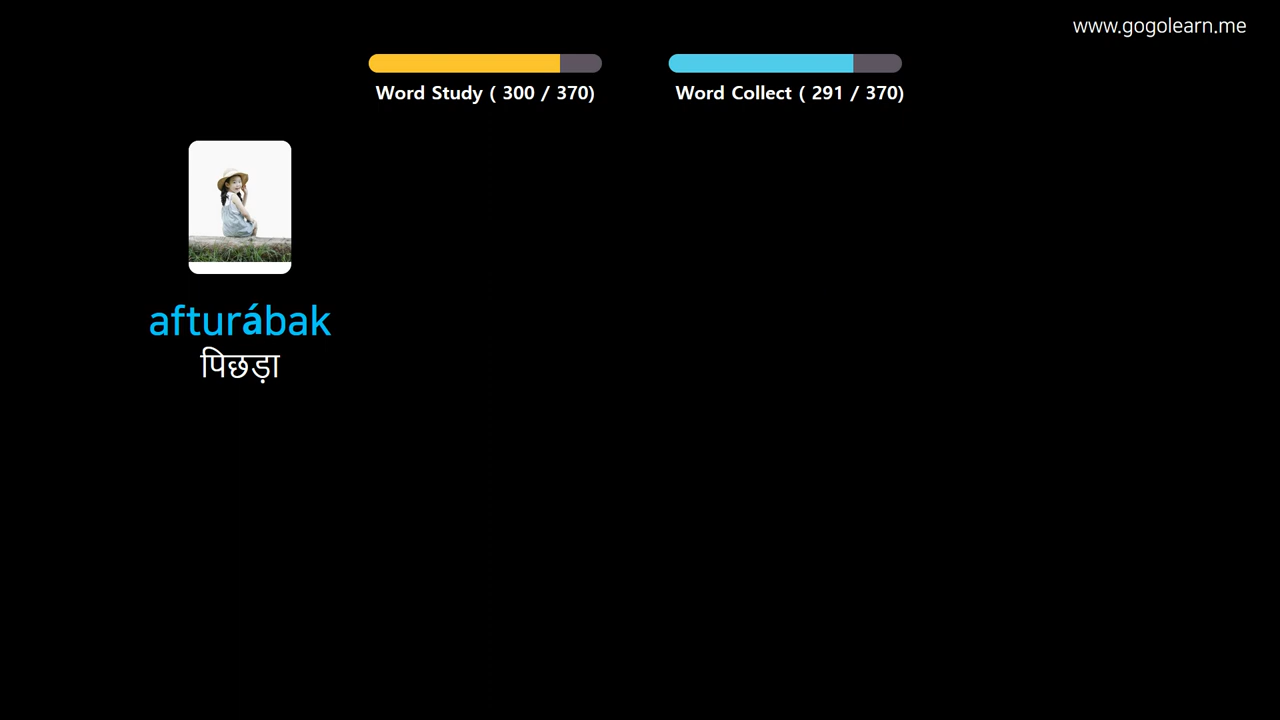 www.gogolearn.me
Word Study ( 300 / 370)
Word Collect ( 291 / 370)
afturábak
पिछड़ा